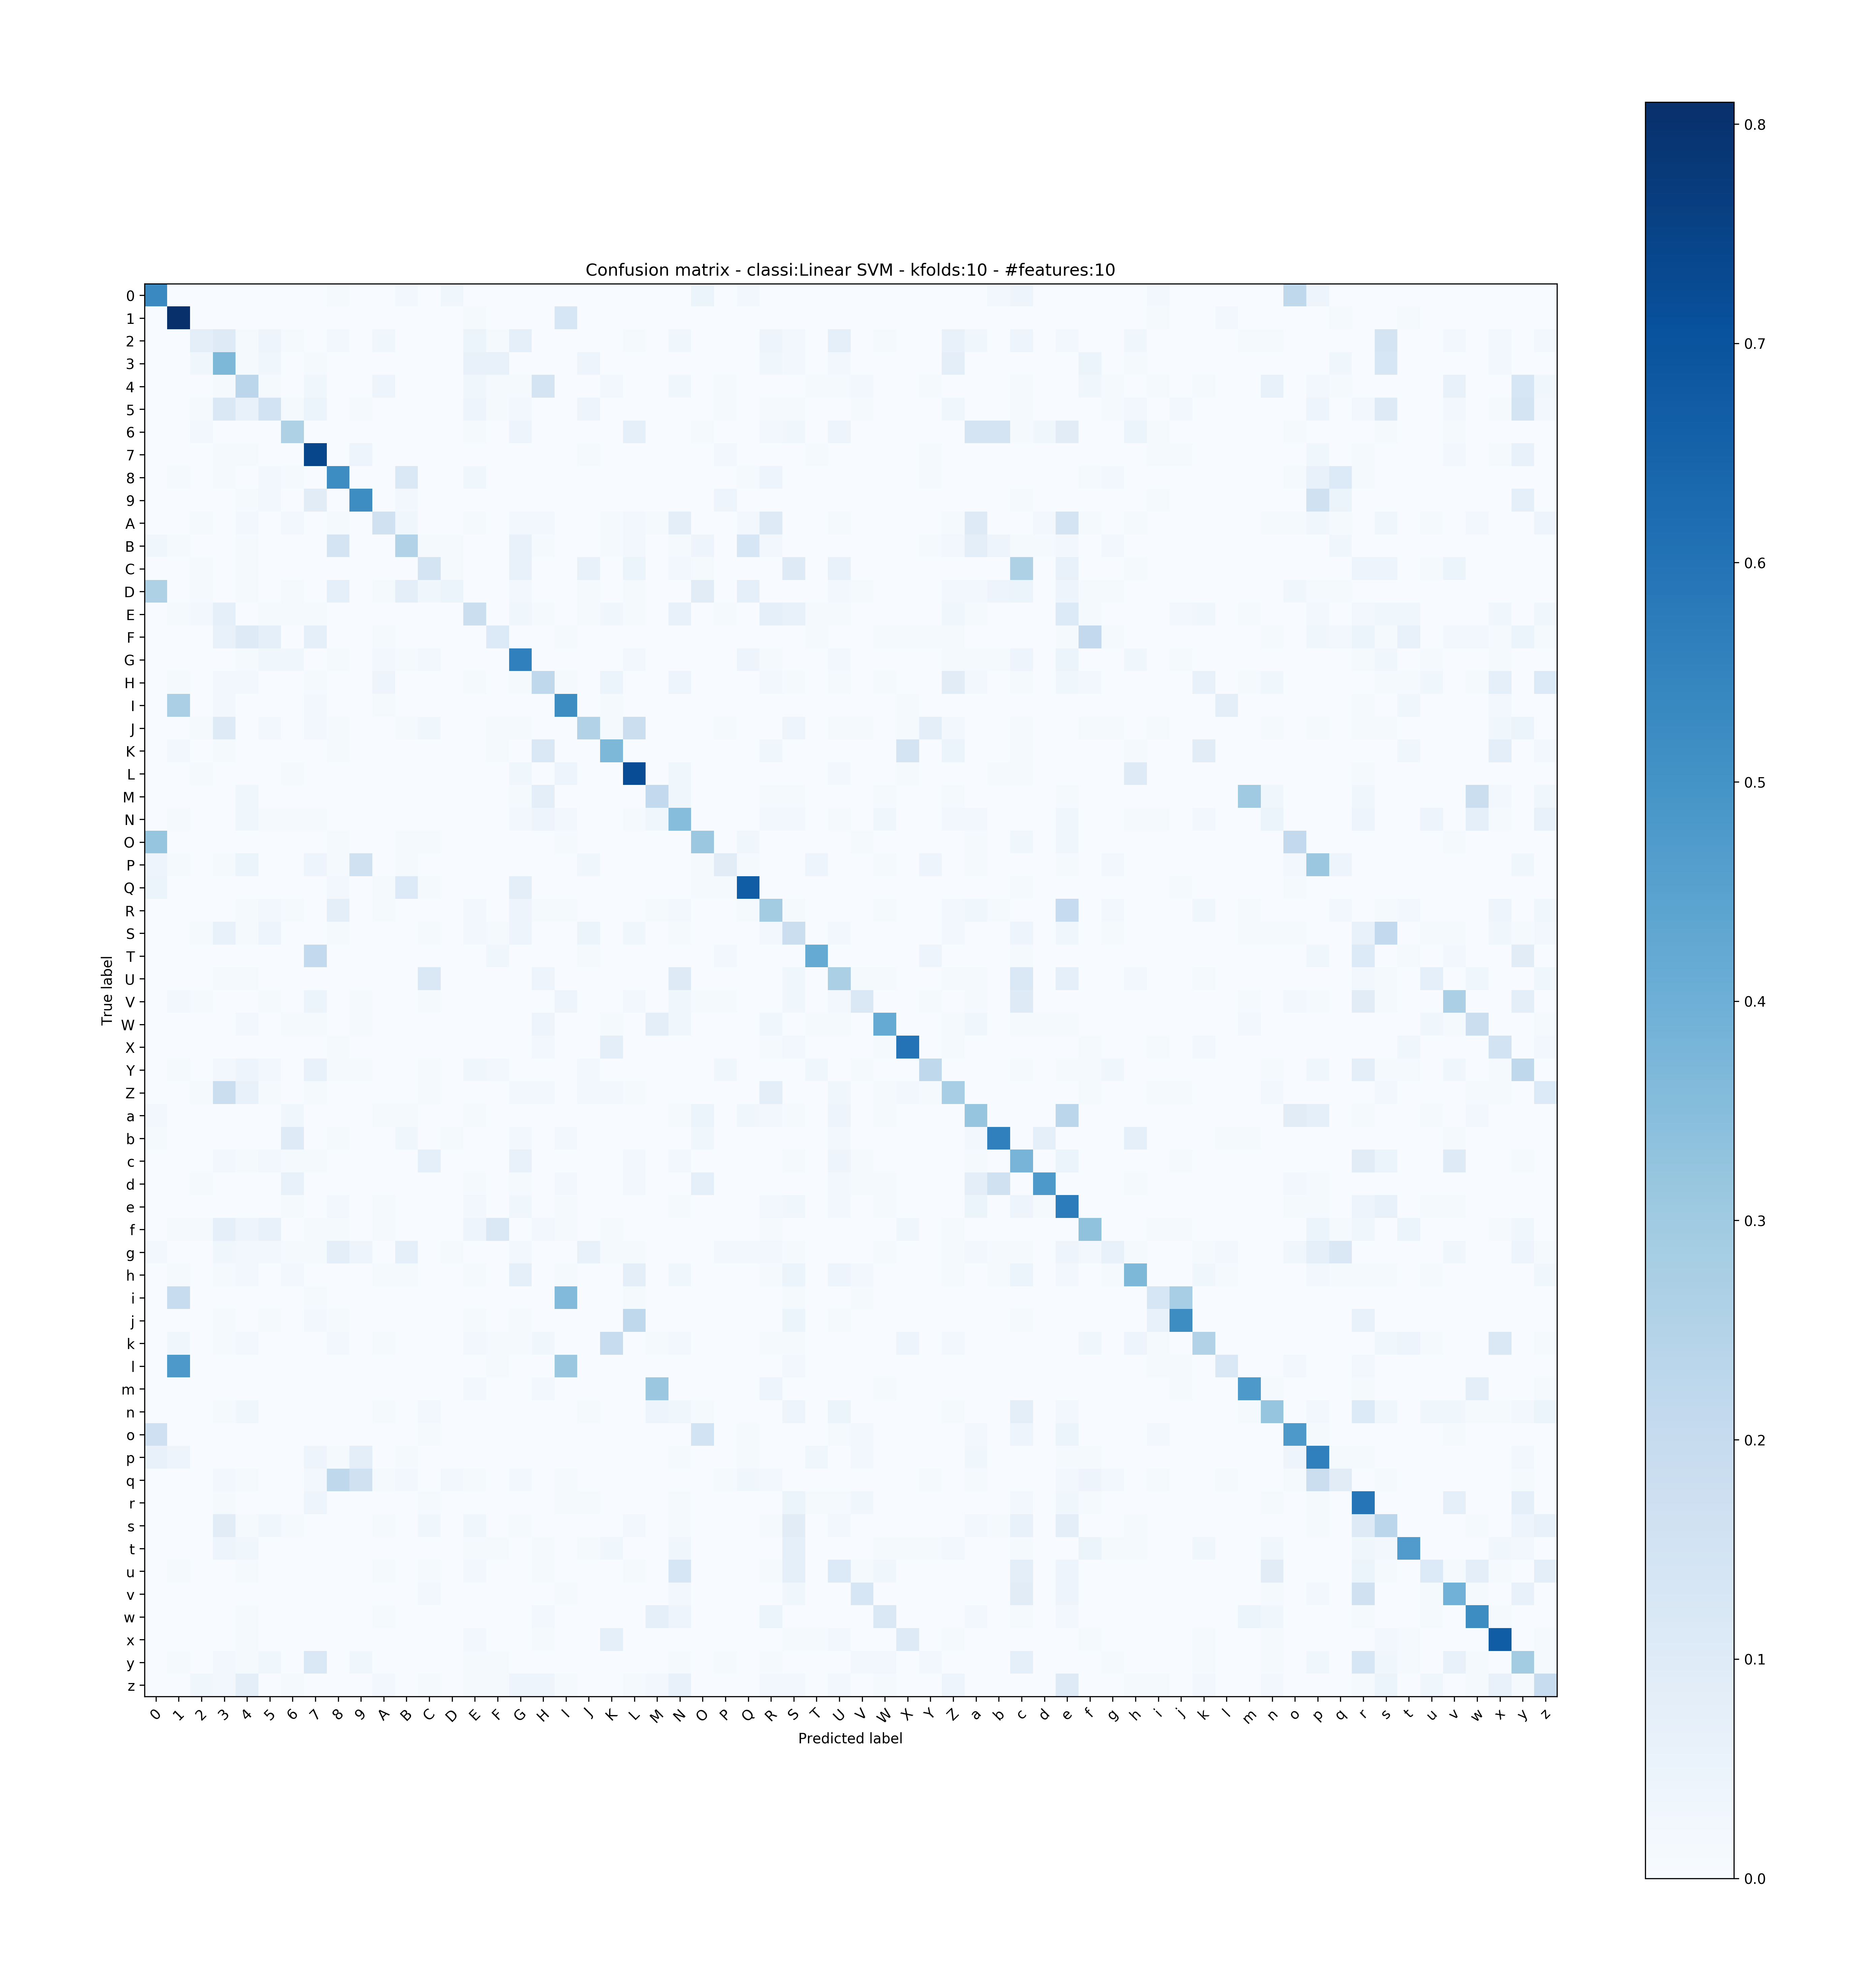 Confusion matrix - classi:Linear SVM - kfolds:10 - #features:10
0
1
2
3
4
5
6
7
8
9
A
B
C
D
E
F
G
H
I
J
K
L
M
N
O
P
Q
R
S
T
U
V
W
X
Y
Z
a
b
c
d
e
f
g
h
i
j
k
l
m
n
o
p
q
r
s
t
u
v
w
x
y
z
True label
0 1 2 3 4 5 6 7 8 9 A B C D E F G H I J K L M N O P Q R S T U V W X Y Z a b c d e f g h i j k l m n o p q r s t u v w x y z
Predicted label
0.8
0.7
0.6
0.5
0.4
0.3
0.2
0.1
0.0